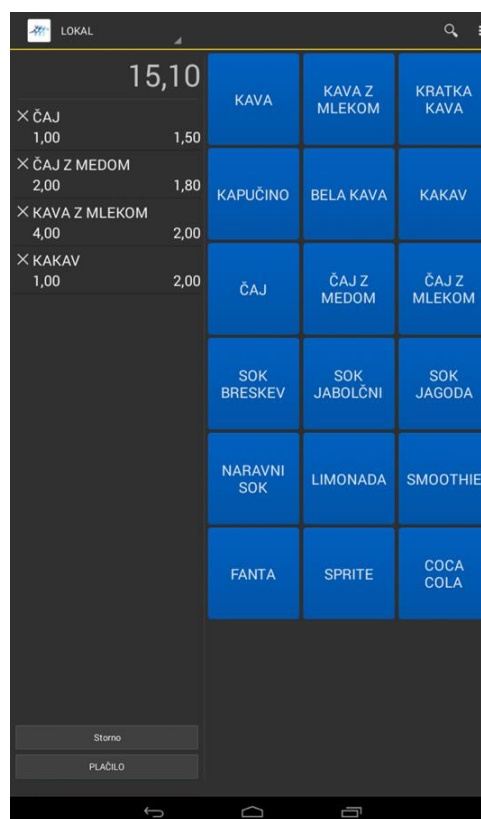 LOKAL
15,10
ČAJ
1,00 1,50
ČAJ Z MEDOM
2,00 1,80
KAVA Z MLEKOM
4,00 2,00
KAKAV
1,00 2,00
KAVA
KAVA Z
MLEKOM
KRATKA
KAVA
KAPUČINO
BELA KAVA
KAKAV
ČAJ
ČAJ Z
MEDOM
ČAJ Z
MLEKOM
SOK
BRESKEV
SOK
JABOLČNI
SOK
JAGODA
NARAVNI
SOK
LIMONADA
SMOOTHIE
FANTA
SPRITE
COCA
COLA
Storno
PLAČILO